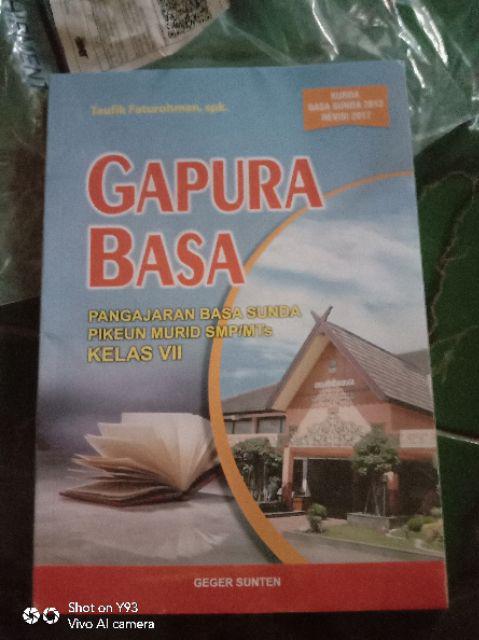 Taufik Faturohman, spk.
KURDA
BASA SUNDA 2013
REVISI 2017
GAPURA
BASA
PANGAJARAN BASA SUNDA
PIKEUN MURID SMP/MTs
KELAS VII
GEGER SUNTEN
Shot on Y93
Vivo AI camera